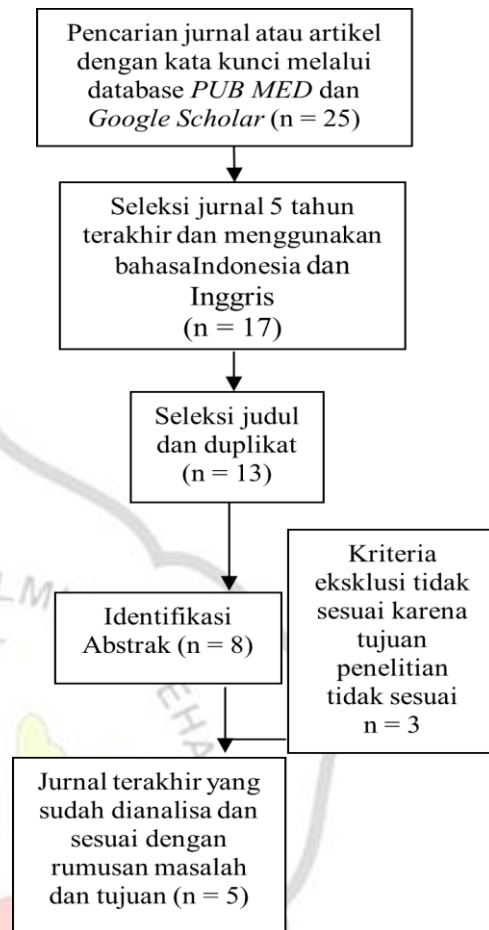 Pencarian jurnal atau artikel
dengan kata kunci melalui
database PUB MED dan
Google Scholar (n = 25)
Seleksi jurnal 5 tahun
terakhir dan menggunakan
bahasaIndonesia dan
Inggris
(n = 17)
Seleksi judul
dan duplikat
(n = 13)
Identifikasi
Abstrak (n = 8)
Kriteria
eksklusi tidak
sesuai karena
tujuan
penelitian
tidak sesuai
n = 3
Jurnal terakhir yang
sudah dianalisa dan
sesuai dengan
rumusan masalah
dan tujuan (n = 5)